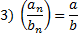 3) (aₙ/bₙ) = a/b